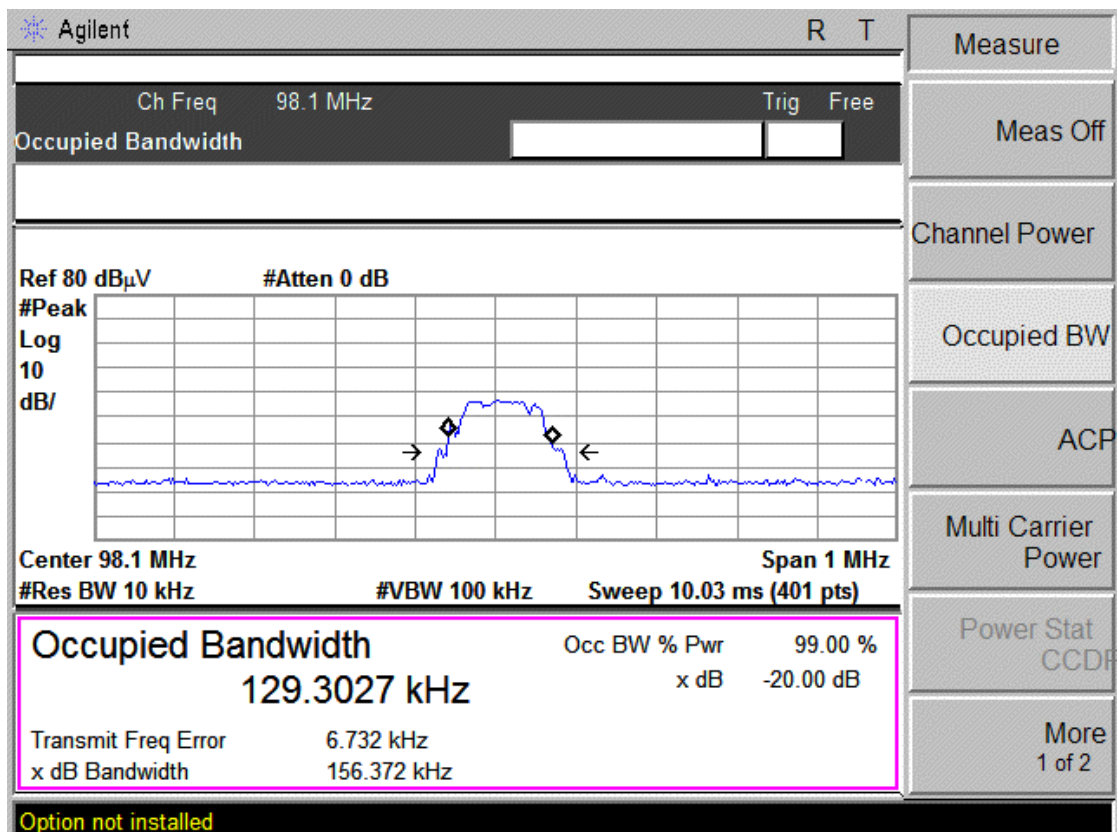 Agilent
R T
Measure
Ch Freq 98.1 MHz Trig Free
Occupied Bandwidth
Meas Off
Channel Power
Ref 80 dBµV #Atten 0 dB
#Peak
Log
10
dB/
Occupied BW
ACP
Center 98.1 MHz Span 1 MHz
#Res BW 10 kHz #VBW 100 kHz Sweep 10.03 ms (401 pts)
Multi Carrier
Power
Occupied Bandwidth Occ BW % Pwr 99.00 %
129.3027 kHz x dB -20.00 dB
Transmit Freq Error 6.732 kHz
x dB Bandwidth 156.372 kHz
Power Stat
CCDF
More
1 of 2
Option not installed